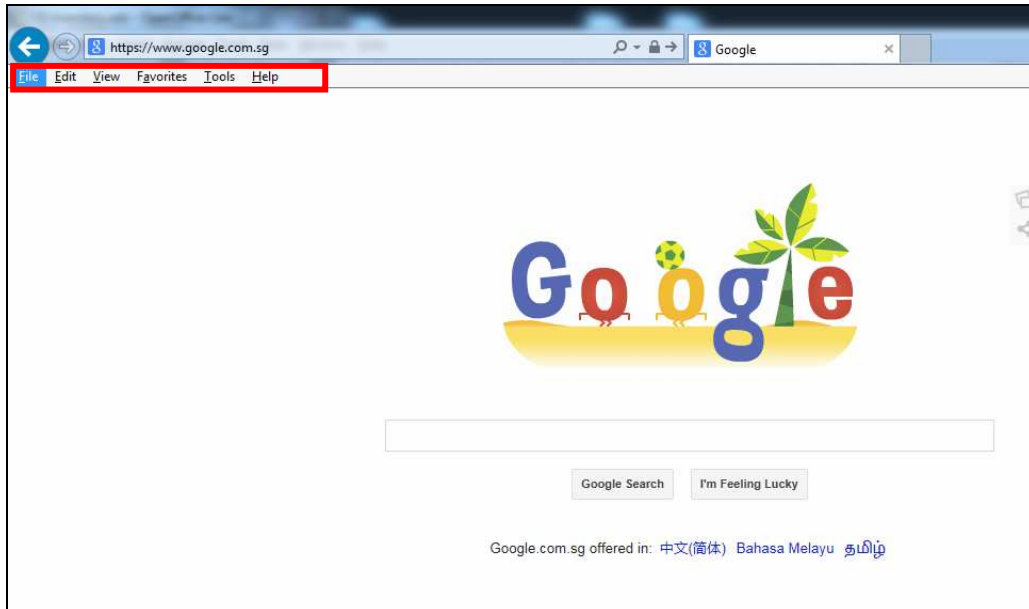 https://www.google.com.sg Google
File Edit View Favorites Tools Help
Google
Google Search I'm Feeling Lucky
Google.com.sg offered in: 中文(简体) Bahasa Melayu தமிழ்